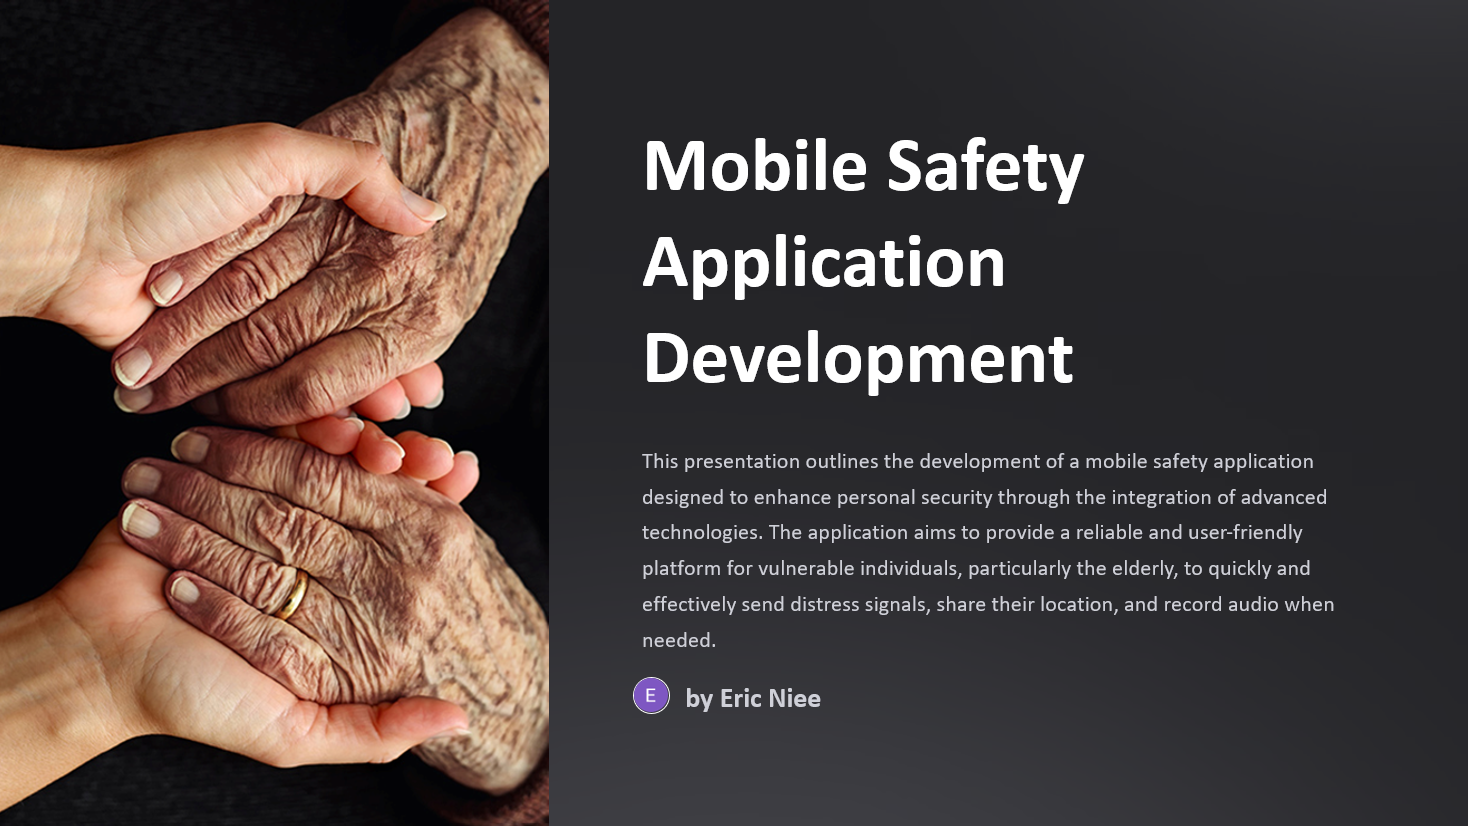 Mobile Safety
Application
Development
This presentation outlines the development of a mobile safety application
designed to enhance personal security through the integration of advanced
technologies. The application aims to provide a reliable and user-friendly
platform for vulnerable individuals, particularly the elderly, to quickly and
effectively send distress signals, share their location, and record audio when
needed.
E by Eric Niee